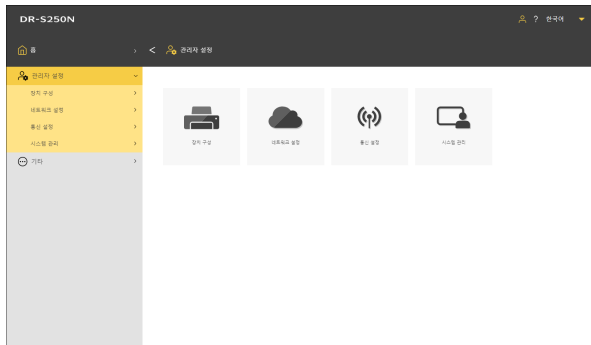 DR-S250N
? 한국어
홈
관리자 설정
관리자 설정
장치 구성
네트워크 설정
통신 설정
시스템 관리
기타
장치 구성
네트워크 설정
통신 설정
시스템 관리